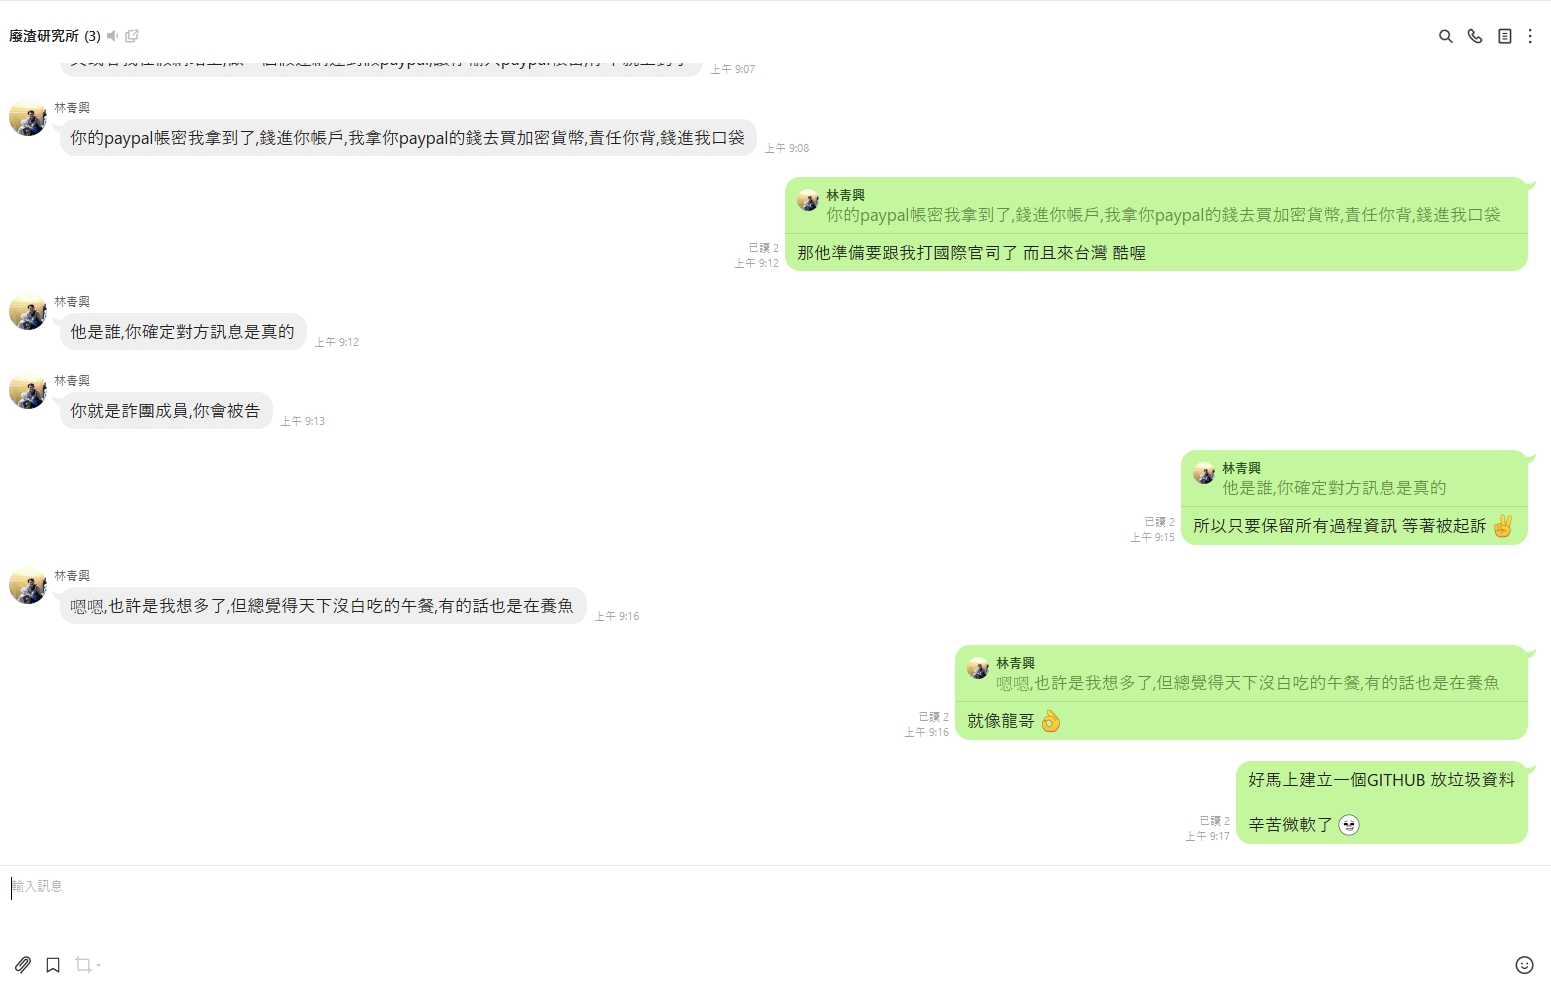 廢渣研究所 (3)
上午 9:07
林青興
你的paypal帳密我拿到了,錢進你帳戶,我拿你paypal的錢去買加密貨幣,責任你背,錢進我口袋
上午 9:08
林青興
你的paypal帳密我拿到了,錢進你帳戶,我拿你paypal的錢去買加密貨幣,責任你背,錢進我口袋
那他準備要跟我打國際官司了 而且來台灣 酷喔
已讀 2
上午 9:12
林青興
他是誰,你確定對方訊息是真的
上午 9:12
林青興
你就是詐團成員,你會被告
上午 9:13
林青興
他是誰,你確定對方訊息是真的
所以只要保留所有過程資訊 等著被起訴
已讀 2
上午 9:15
林青興
嗯嗯,也許是我想多了,但總覺得天下沒白吃的午餐,有的話也是在養魚
上午 9:16
林青興
嗯嗯,也許是我想多了,但總覺得天下沒白吃的午餐,有的話也是在養魚
就像龍哥
已讀 2
上午 9:16
好馬上建立一個GITHUB 放垃圾資料
辛苦微軟了
已讀 2
上午 9:17
輸入訊息